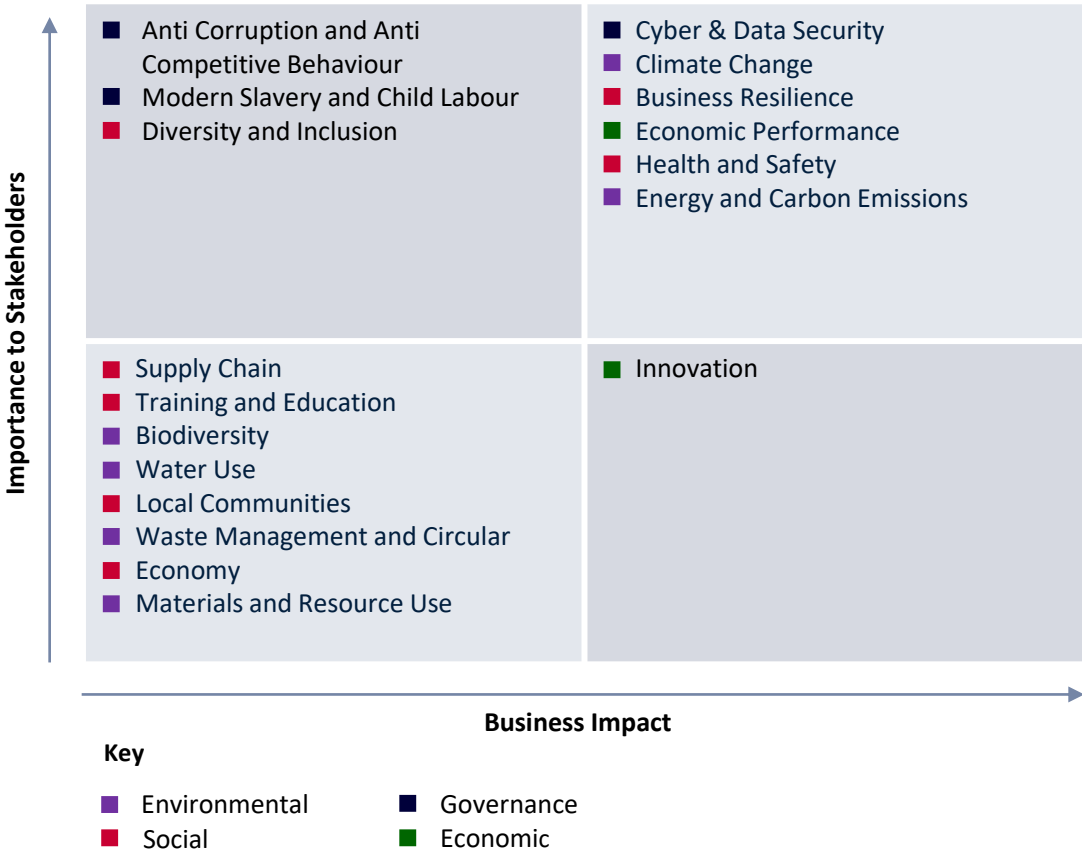 Importance to Stakeholders
Anti Corruption and Anti
Competitive Behaviour
Modern Slavery and Child Labour
Diversity and Inclusion
Cyber & Data Security
Climate Change
Business Resilience
Economic Performance
Health and Safety
Energy and Carbon Emissions
Supply Chain
Training and Education
Biodiversity
Water Use
Local Communities
Waste Management and Circular
Economy
Materials and Resource Use
Innovation
Business Impact
Key
Environmental
Social
Governance
Economic